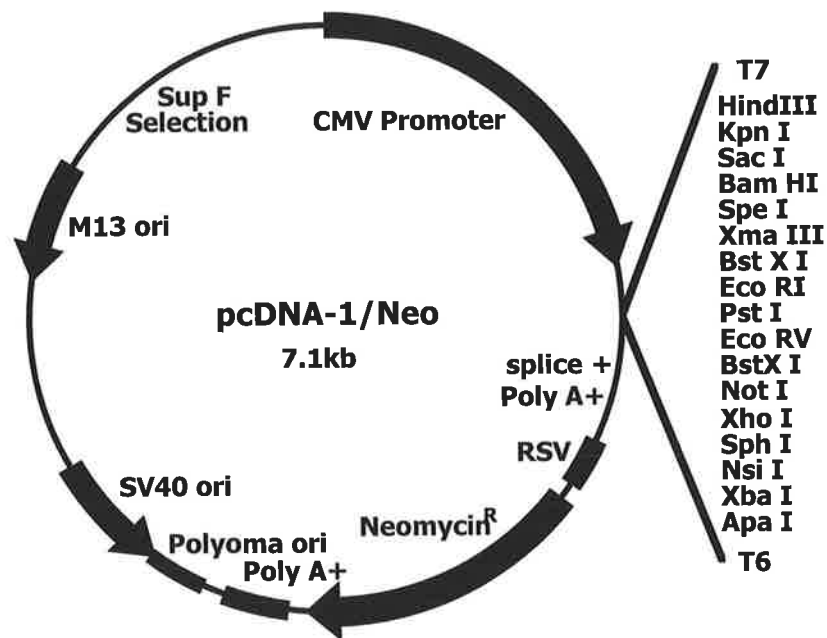 Sup F
Selection
CMV Promoter
M13 ori
pcDNA-1/Neo
7.1kb
splice +
Poly A+
RSV
Neomycin R
SV40 ori
Polyoma ori
Poly A+
T7
HindIII
Kpn I
Sac I
Bam HI
Spe I
Xma III
Bst X I
Eco RI
Pst I
Eco RV
BstX I
Not I
Xho I
Sph I
Nsi I
Xba I
Apa I
T6